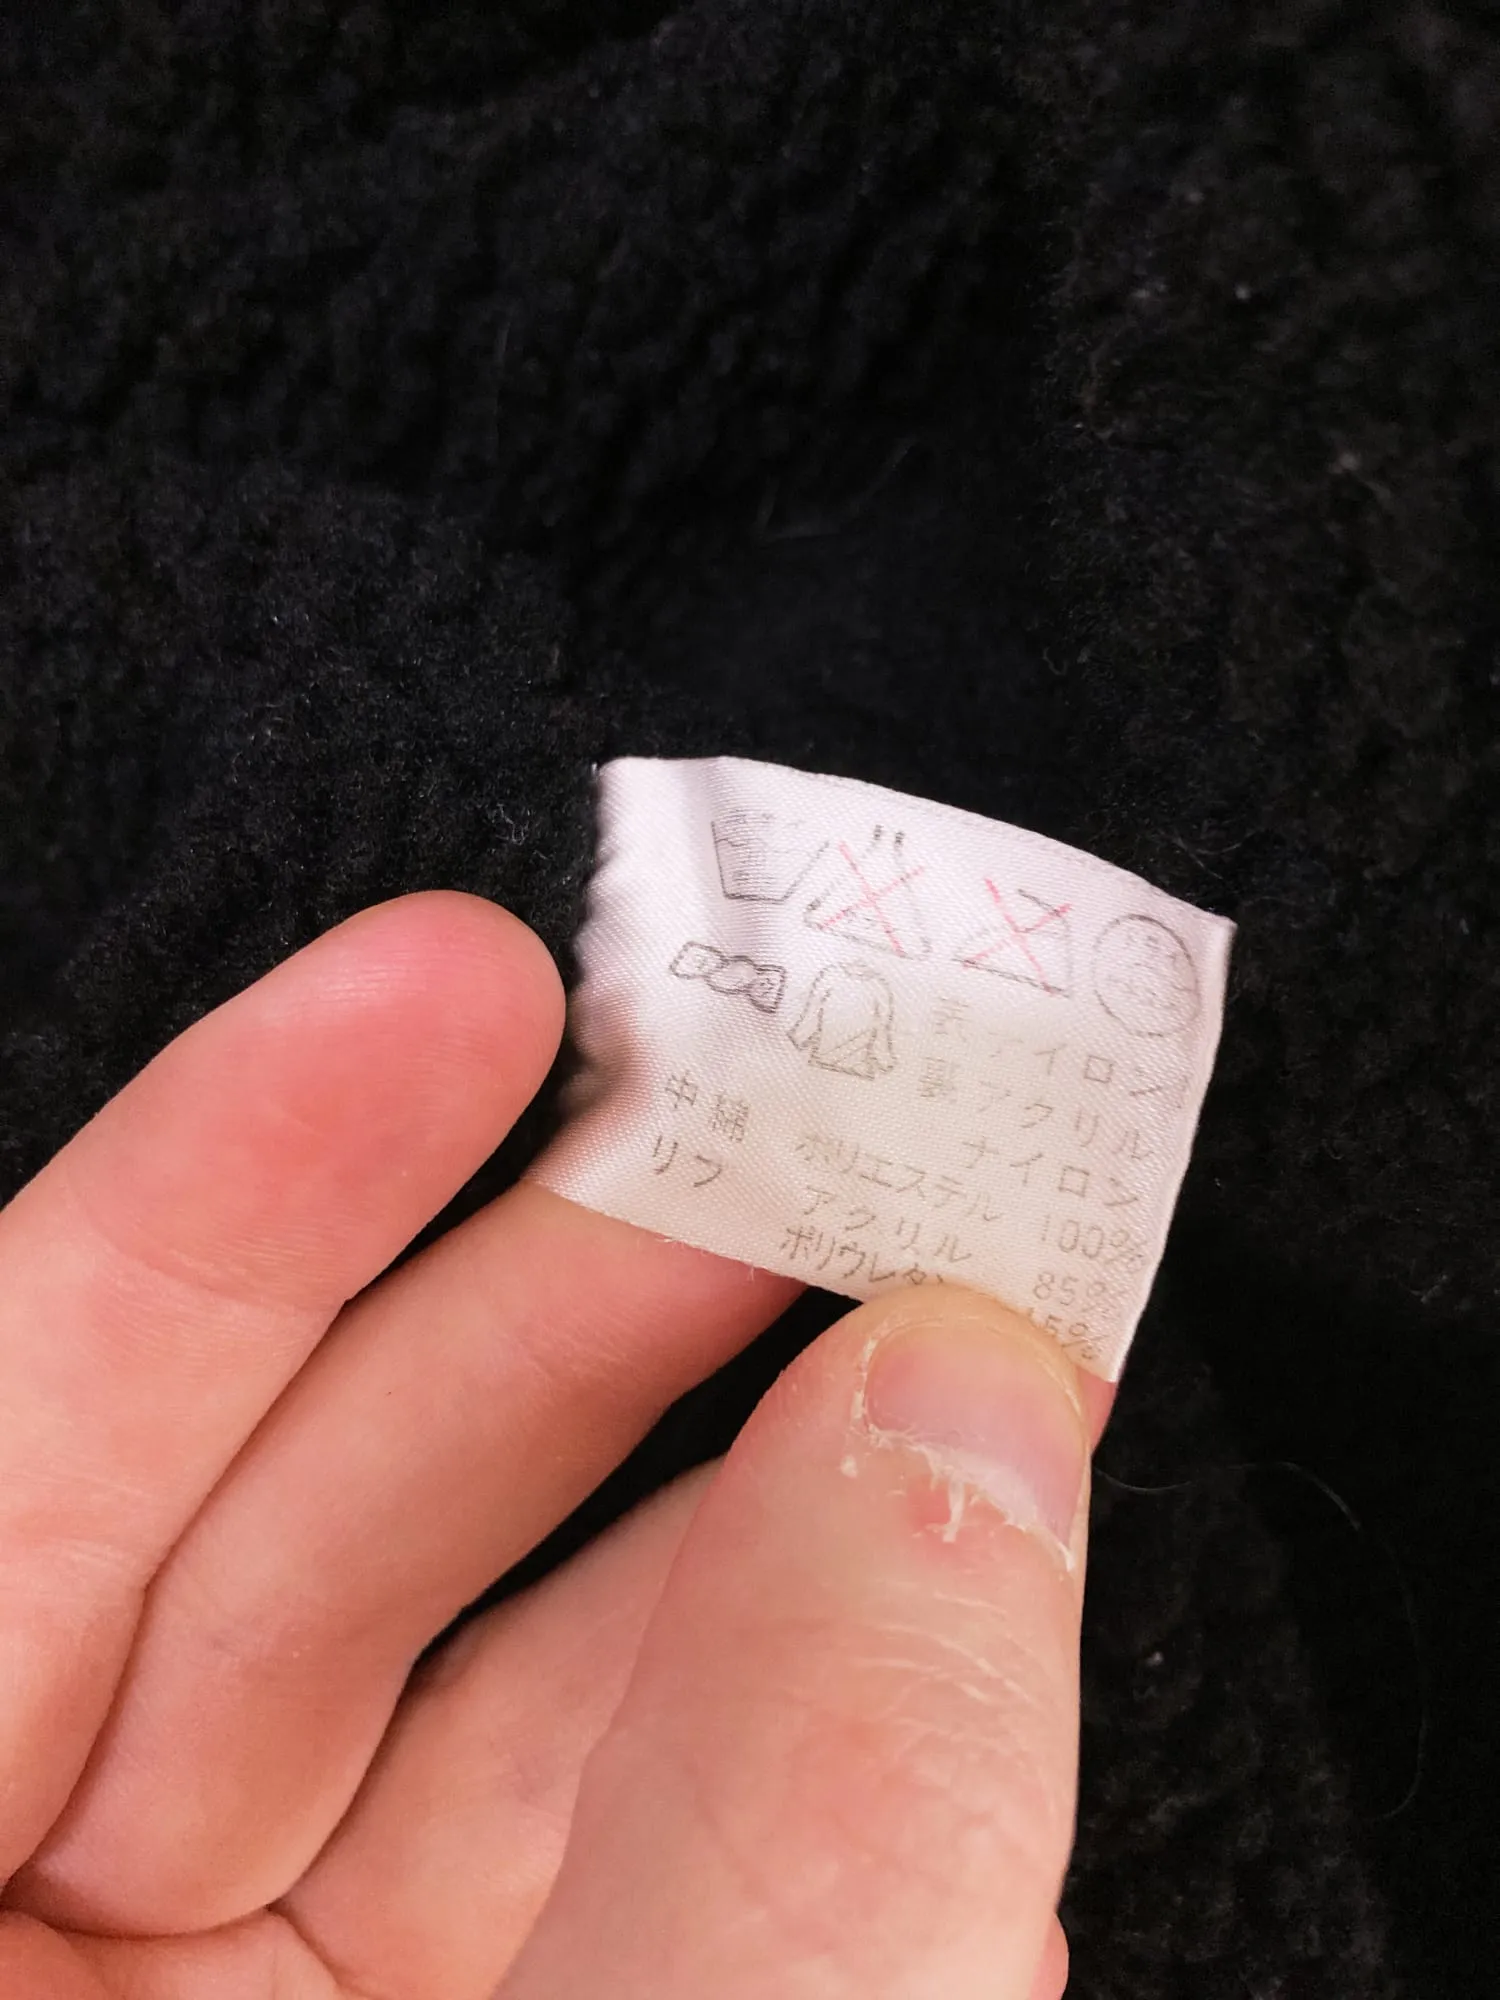 表 ナイロン
裏 アクリル
ナイロン
中綿 ポリエステル 100%
リブ アクリル 85%
ポリウレタン 15%